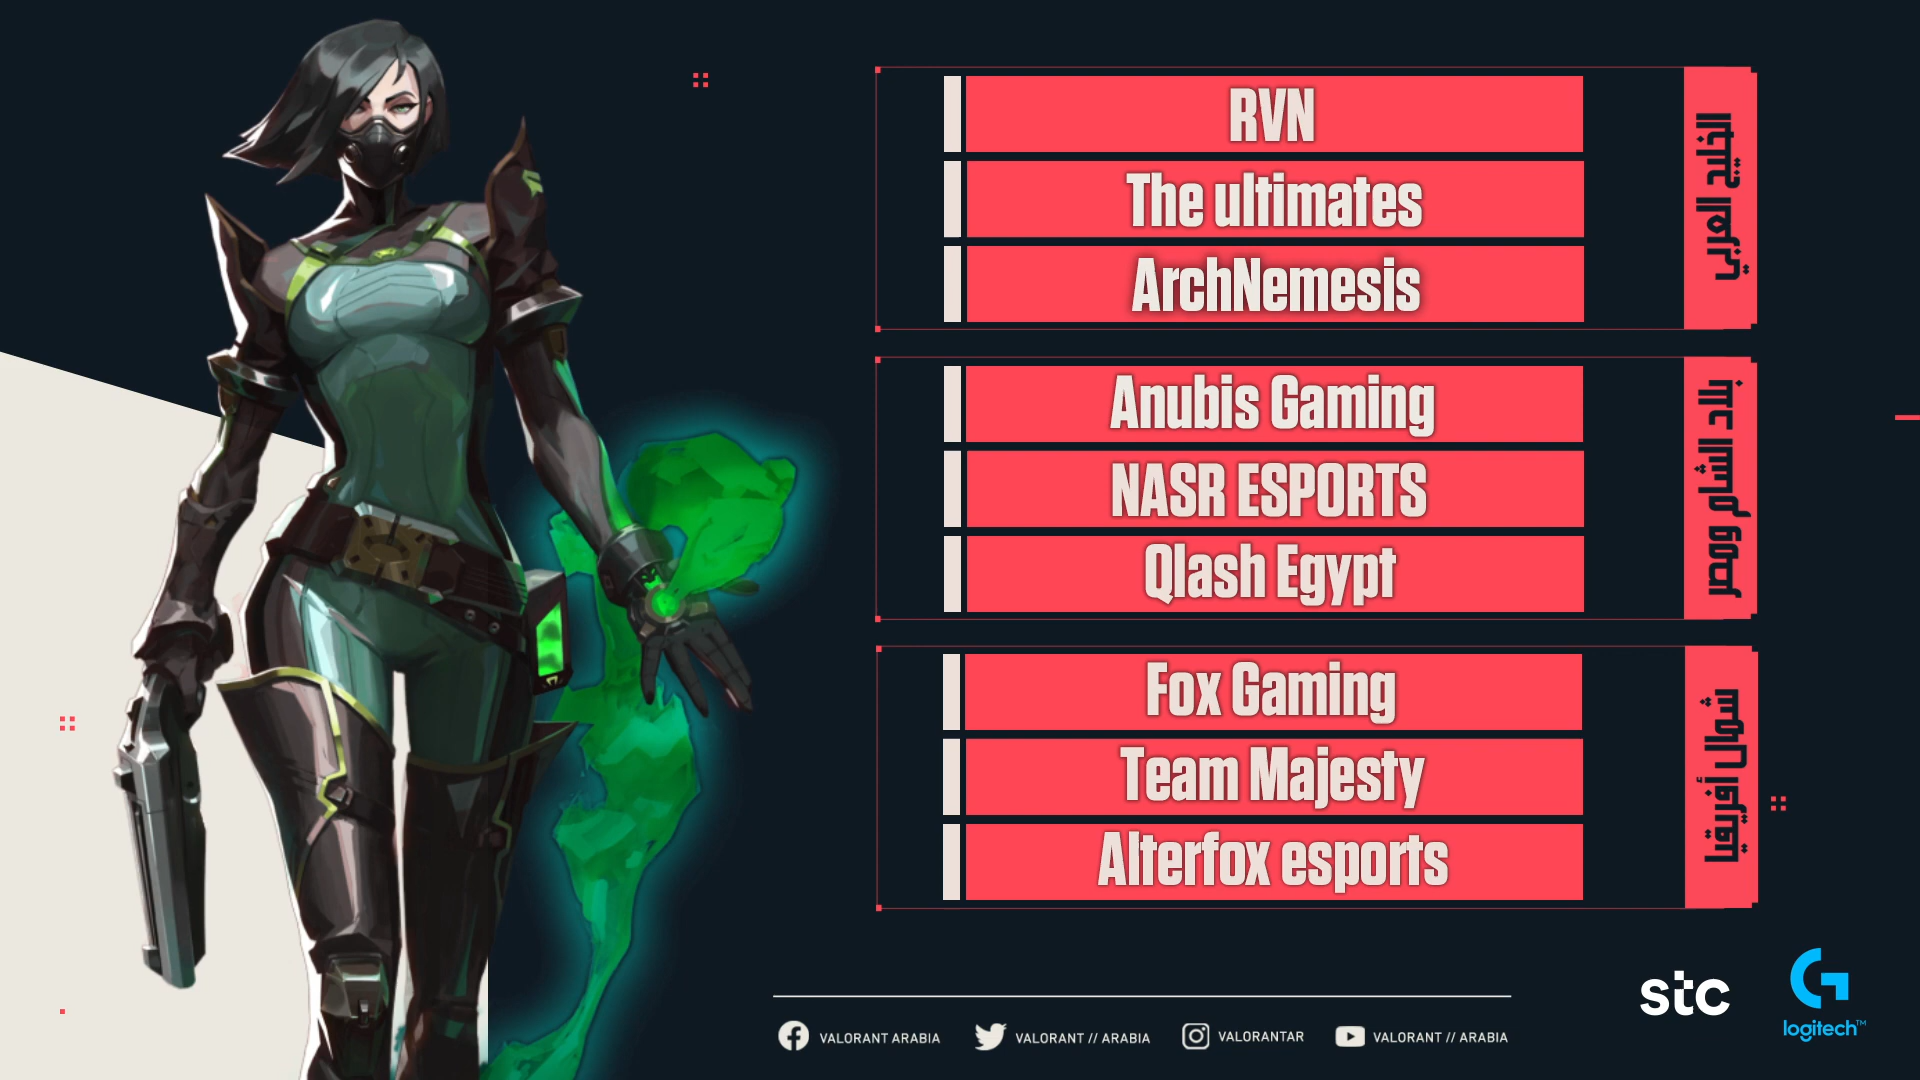 RVN
The ultimates
ArchNemesis
الخليج العربي
Anubis Gaming
NASR ESPORTS
Qlash Egypt
بلاد الشام ومصر
Fox Gaming
Team Majesty
Alterfox esports
شمال أفريقيا
stc
logitech™
VALORANT ARABIA
VALORANT // ARABIA
VALORANTAR
VALORANT // ARABIA